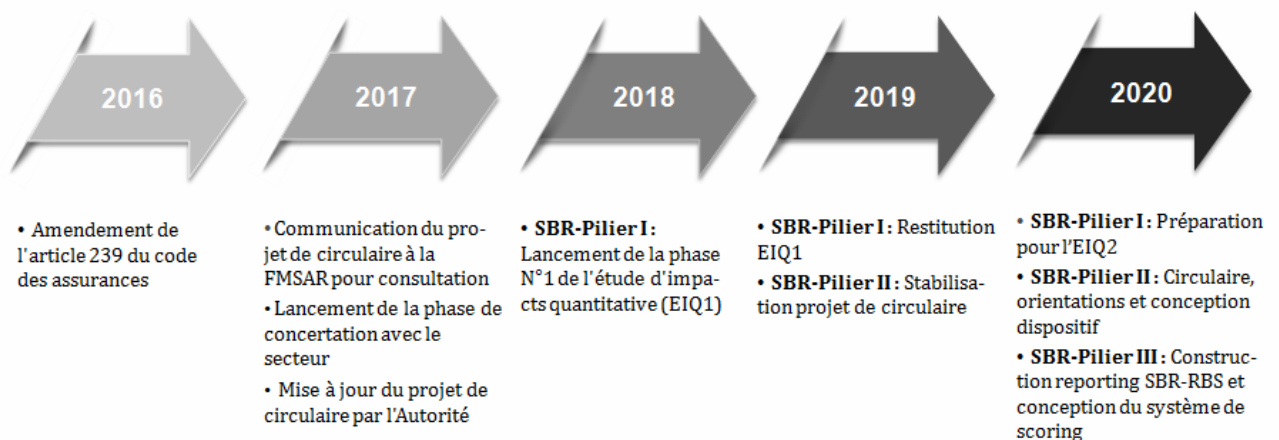 2016
• Amendement de
l'article 239 du code
des assurances
2017
• Communication du pro-
jet de circulaire à la
FMSAR pour consultation
• Lancement de la phase de
concertation avec le
secteur
• Mise à jour du projet de
circulaire par l'Autorité
2018
• SBR-Pilier I :
Lancement de la phase
N°1 de l'étude d'impa-
cts quantitative (EIQ1)
2019
• SBR-Pilier I : Restitution
EIQ1
• SBR-Pilier II : Stabilisa-
tion projet de circulaire
2020
• SBR-Pilier I : Préparation
pour l'EIQ2
• SBR-Pilier II : Circulaire,
orientations et conception
dispositif
• SBR-Pilier III : Construc-
tion reporting SBR-RBS et
conception du système de
scoring